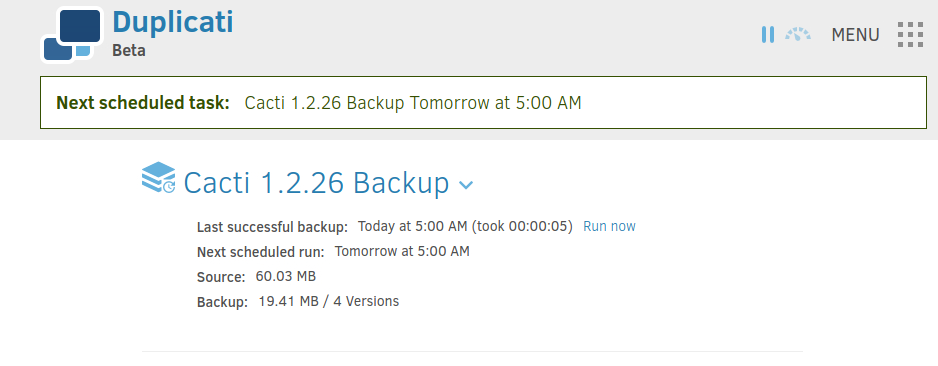 Duplicati
Beta
MENU
Next scheduled task: Cacti 1.2.26 Backup Tomorrow at 5:00 AM
Cacti 1.2.26 Backup
Last successful backup: Today at 5:00 AM (took 00:00:05) Run now
Next scheduled run: Tomorrow at 5:00 AM
Source: 60.03 MB
Backup: 19.41 MB / 4 Versions